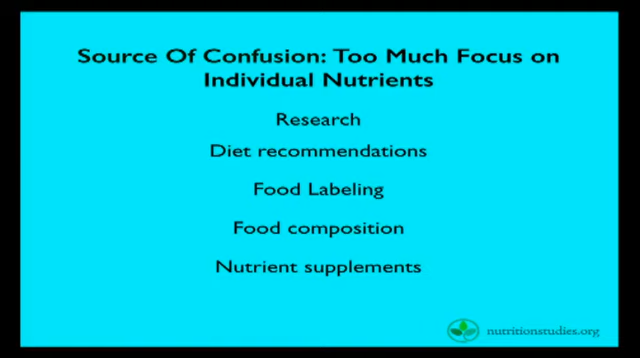 Source Of Confusion: Too Much Focus on
Individual Nutrients
Research
Diet recommendations
Food Labeling
Food composition
Nutrient supplements
nutritionstudies.org